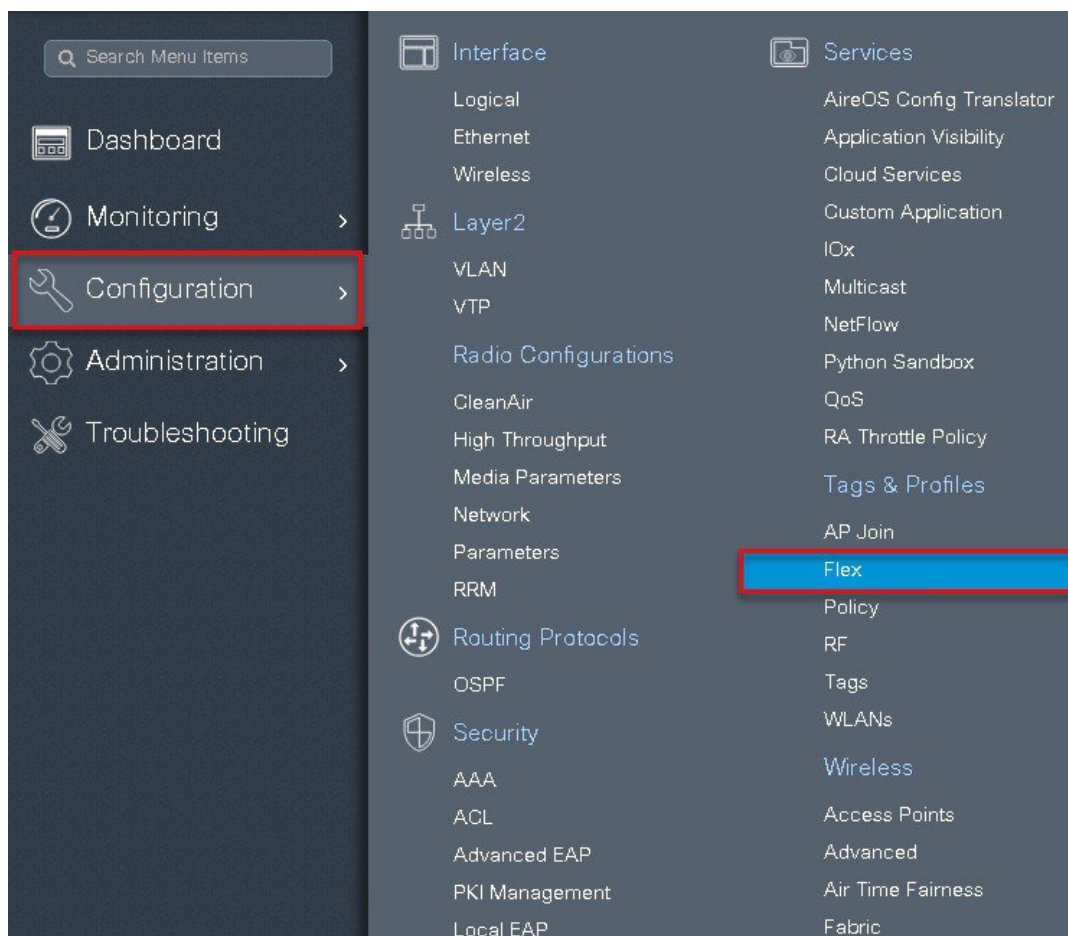 Search Menu Items
Dashboard
Monitoring
Configuration
Administration
Troubleshooting
Interface
Logical
Ethernet
Wireless
Layer2
VLAN
VTP
Radio Configurations
CleanAir
High Throughput
Media Parameters
Network
Parameters
RRM
Routing Protocols
OSPF
Security
AAA
ACL
Advanced EAP
PKI Management
Local EAP
Services
AireOS Config Translator
Application Visibility
Cloud Services
Custom Application
IOx
Multicast
NetFlow
Python Sandbox
QoS
RA Throttle Policy
Tags & Profiles
AP Join
Flex
Policy
RF
Tags
WLANs
Wireless
Access Points
Advanced
Air Time Fairness
Fabric